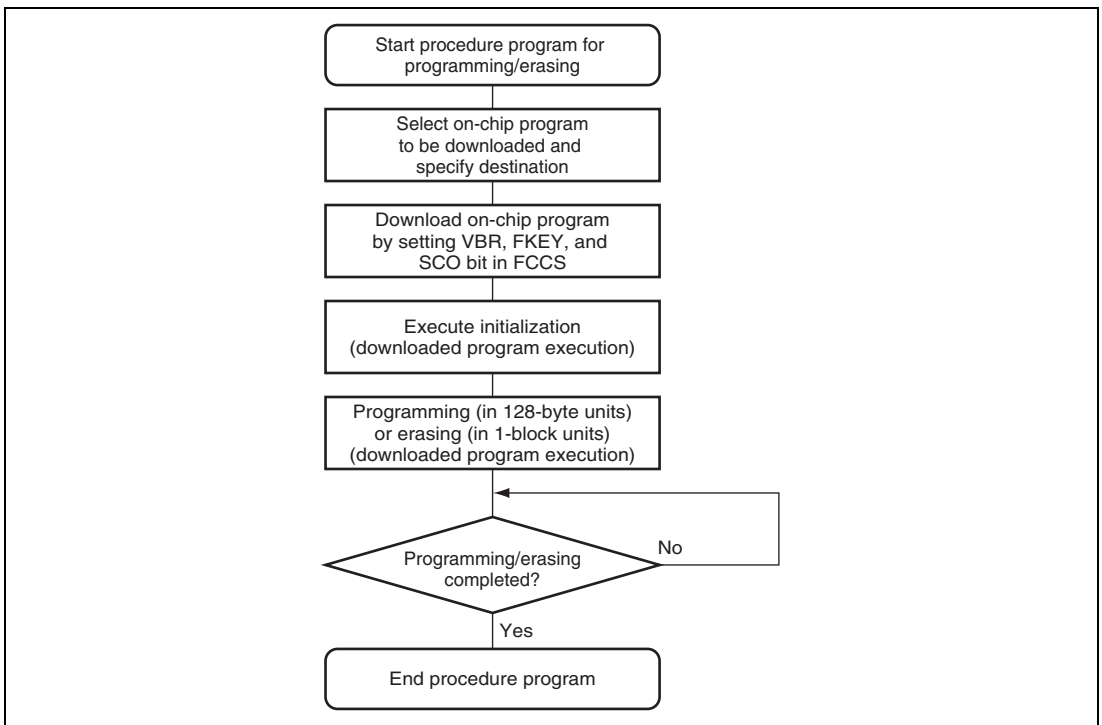 Start procedure program for
programming/erasing
Select on-chip program
to be downloaded and
specify destination
Download on-chip program
by setting VBR, FKEY, and
SCO bit in FCCS
Execute initialization
(downloaded program execution)
Programming (in 128-byte units)
or erasing (in 1-block units)
(downloaded program execution)
Programming/erasing
completed?
No
Yes
End procedure program